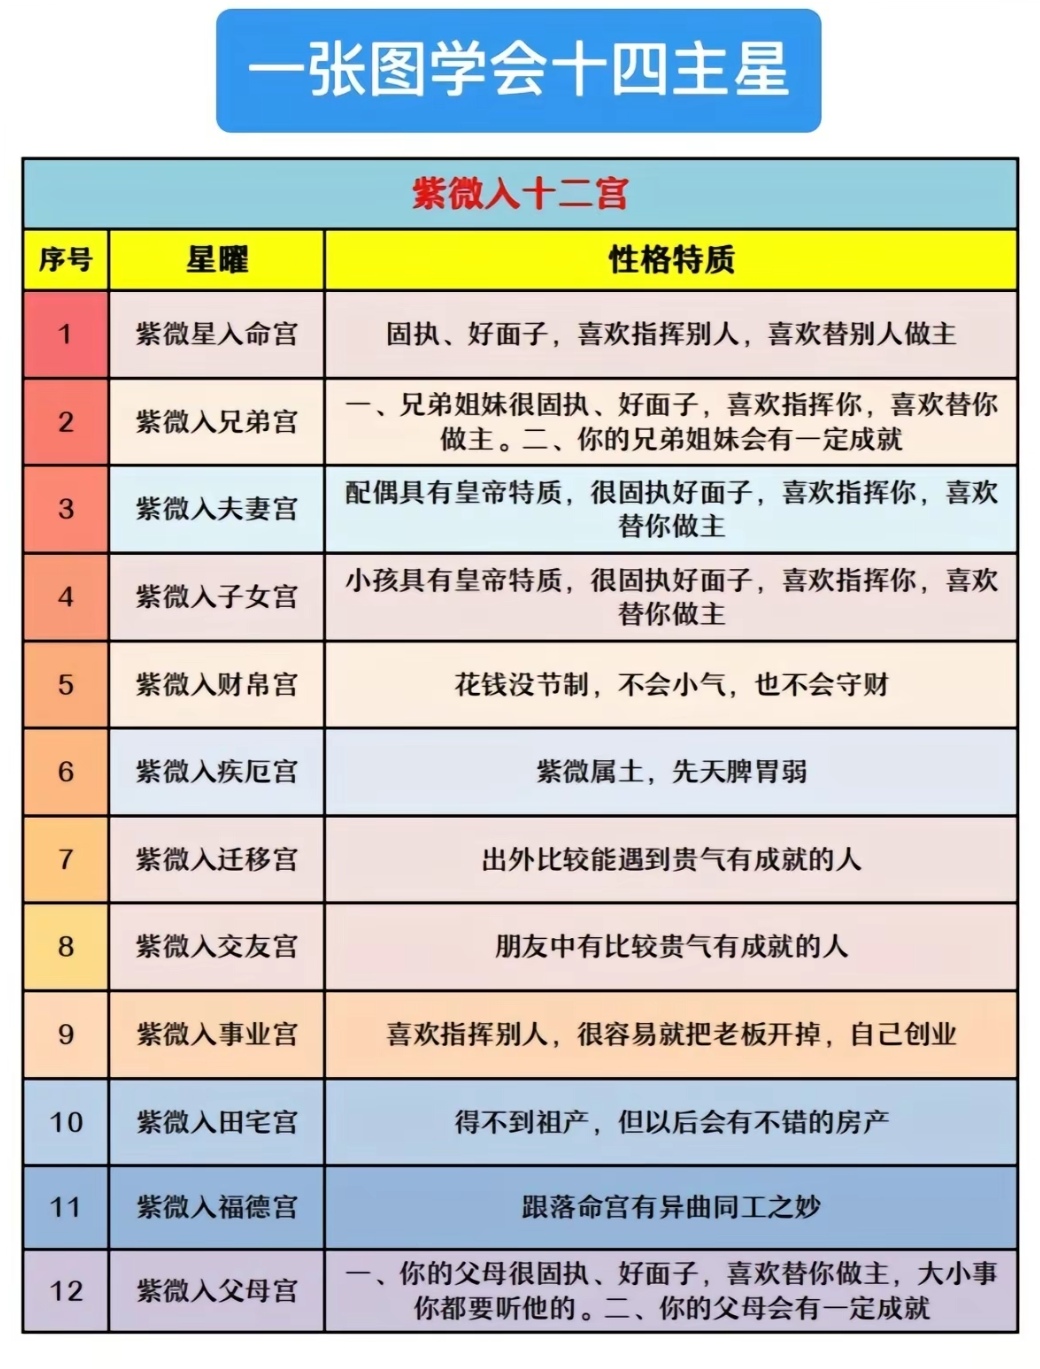 一张图学会十四主星
紫微入十二宫
序号 星曜 性格特质
1 紫微星入命宫 固执、好面子，喜欢指挥别人，喜欢替别人做主
2 紫微入兄弟宫 一、兄弟姐妹很固执、好面子，喜欢指挥你，喜欢替你
做主。二、你的兄弟姐妹会有一定成就
3 紫微入夫妻宫 配偶具有皇帝特质，很固执好面子，喜欢指挥你，喜欢
替你做主
4 紫微入子女宫 小孩具有皇帝特质，很固执好面子，喜欢指挥你，喜欢
替你做主
5 紫微入财帛宫 花钱没节制，不会小气，也不会守财
6 紫微入疾厄宫 紫微属土，先天脾胃弱
7 紫微入迁移宫 出外比较能遇到贵气有成就的人
8 紫微入交友宫 朋友中有比较贵气有成就的人
9 紫微入事业宫 喜欢指挥别人，很容易就把老板开掉，自己创业
10 紫微入田宅宫 得不到祖产，但以后会有不错的房产
11 紫微入福德宫 跟落命宫有异曲同工之妙
12 紫微入父母宫 一、你的父母很固执、好面子，喜欢替你做主，大小事
你都要听他的。二、你的父母会有一定成就